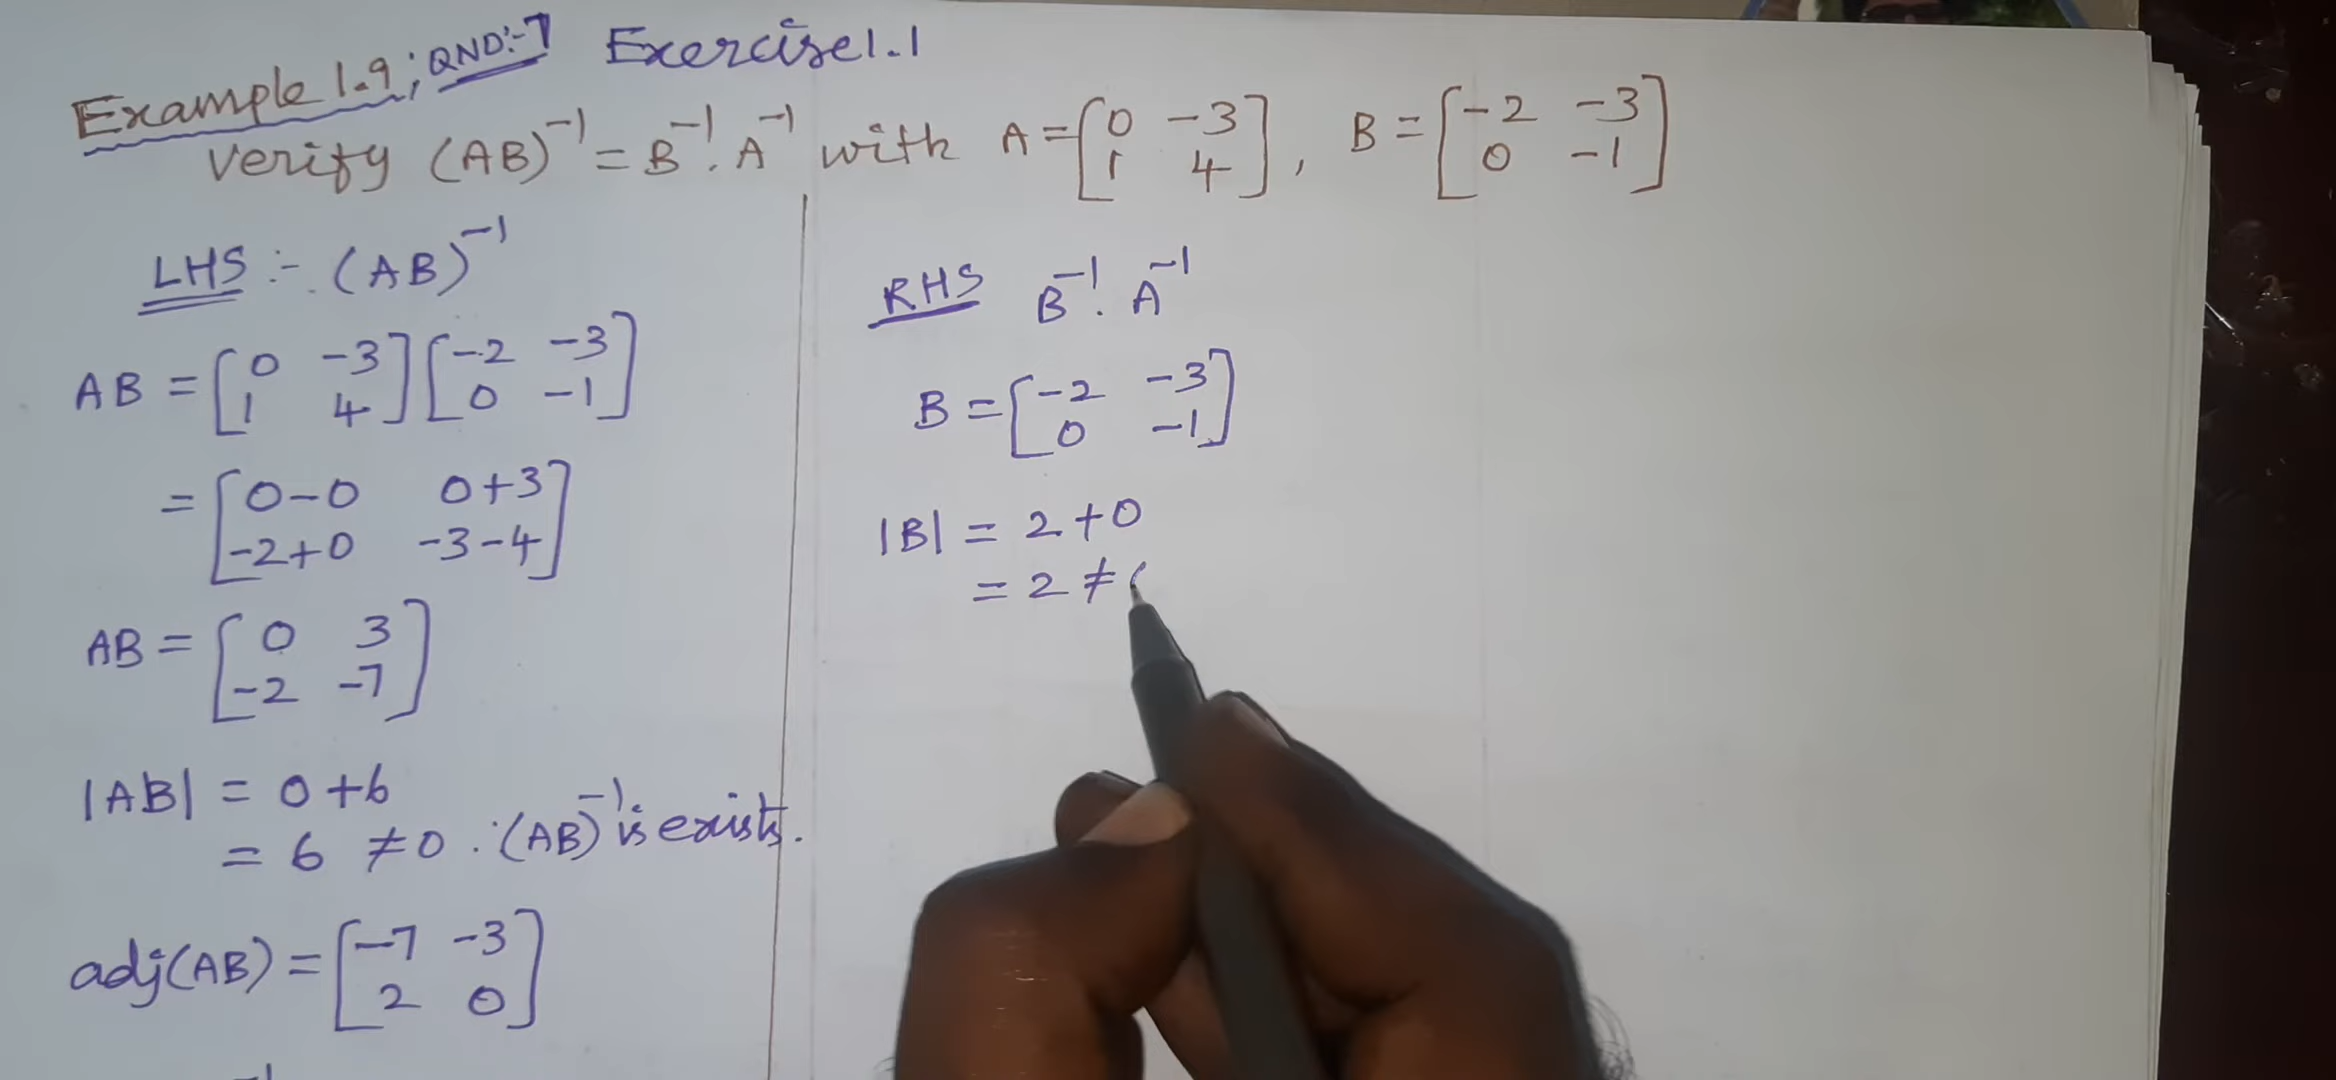 Example 1.9; QNO:-7 Exercise 1.1
Verify (AB)⁻¹ = B⁻¹. A⁻¹ with A = [0 -3; 1 4], B = [-2 -3; 0 -1]
LHS :- (AB)⁻¹
AB = [0 -3; 1 4] [-2 -3; 0 -1]
= [0-0 0+3; -2+0 -3-4]
AB = [0 3; -2 -7]
|AB| = 0+6
= 6 ≠0 . (AB)⁻¹ is exists.
adj(AB) = [-7 -3; 2 0]
RHS B⁻¹. A⁻¹
B = [-2 -3; 0 -1]
|B| = 2+0
= 2 ≠